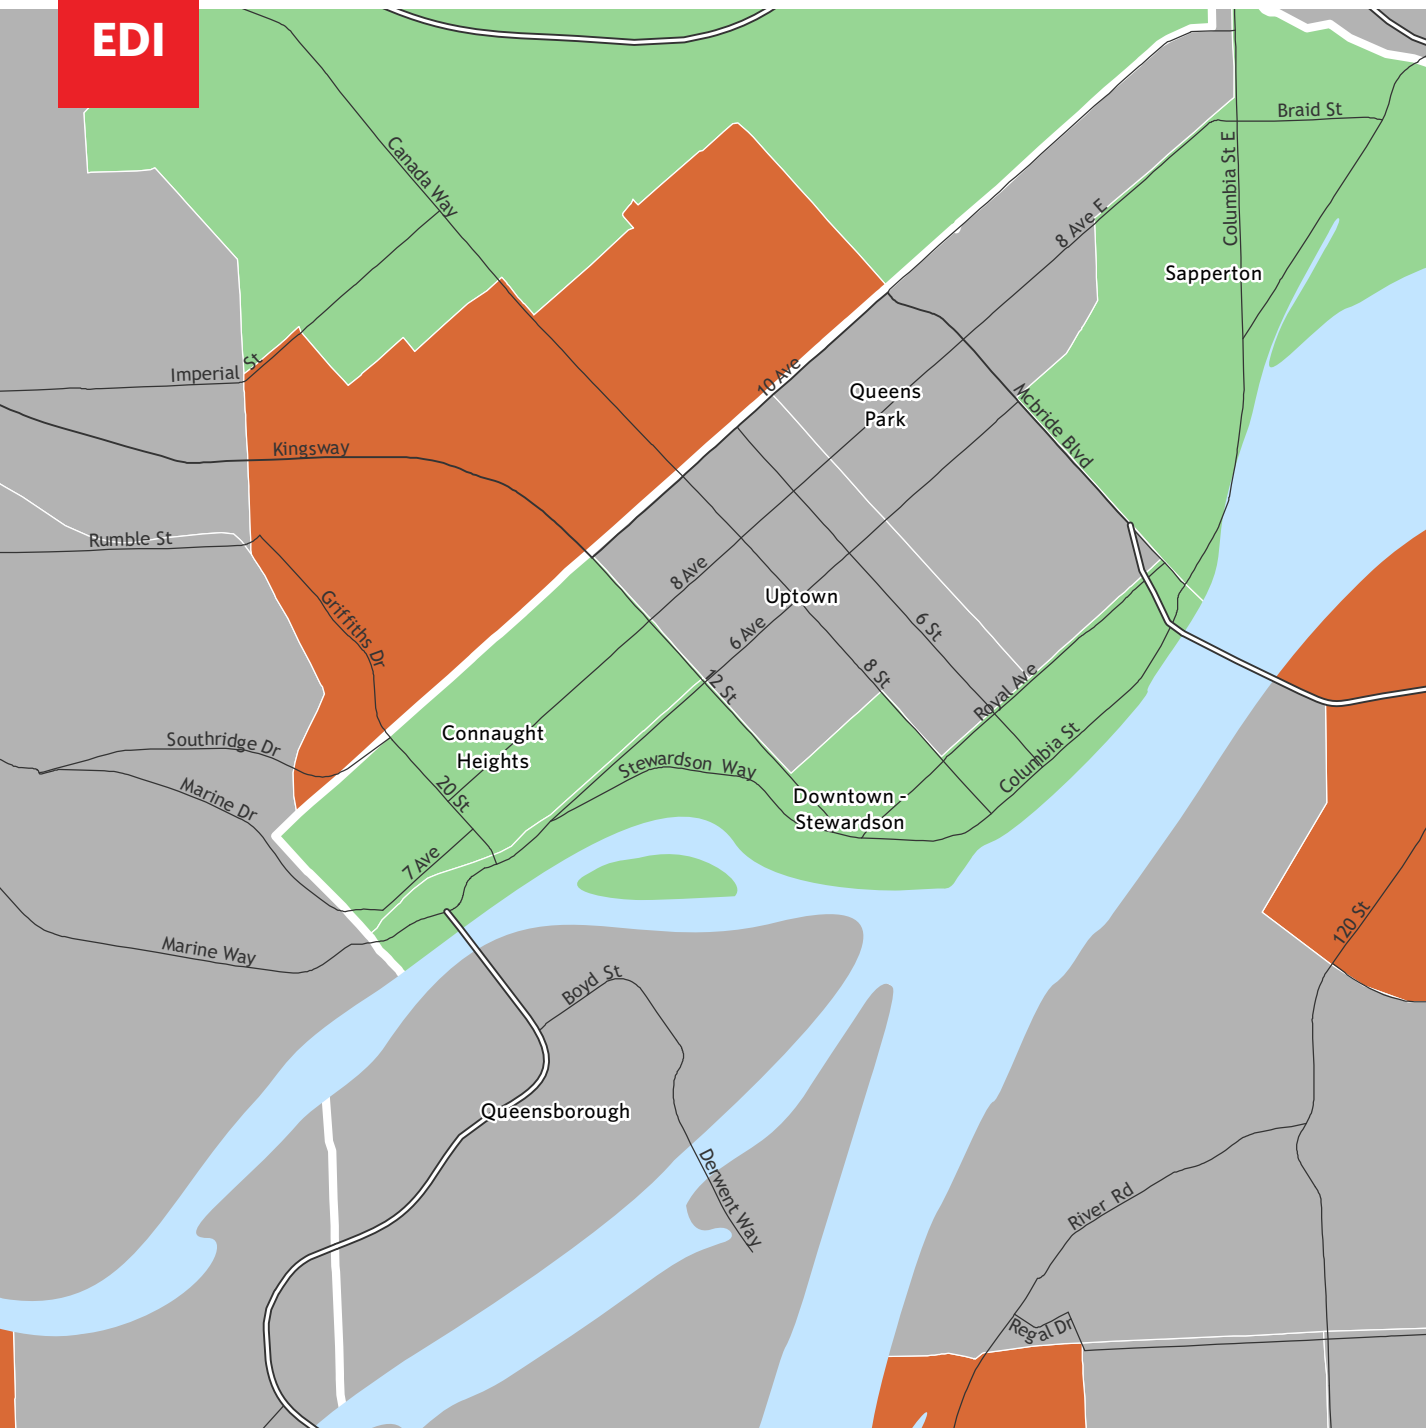 EDI
Braid St
Canada Way
Columbia St E
8 Ave E
Sapperton
Imperial St
10 Ave
Queens
Park
Mcbride Blvd
Kingsway
Rumble St
8 Ave
Griffiths Dr
Uptown
6 Ave
6 St
8 St
12 St
Royal Ave
Connaught
Heights
Southridge Dr
Stewardson Way
Columbia St
Marine Dr
20 St
Downtown -
Stewardson
7 Ave
120 St
Marine Way
Boyd St
Queensborough
Derwent Way
River Rd
Regal Dr